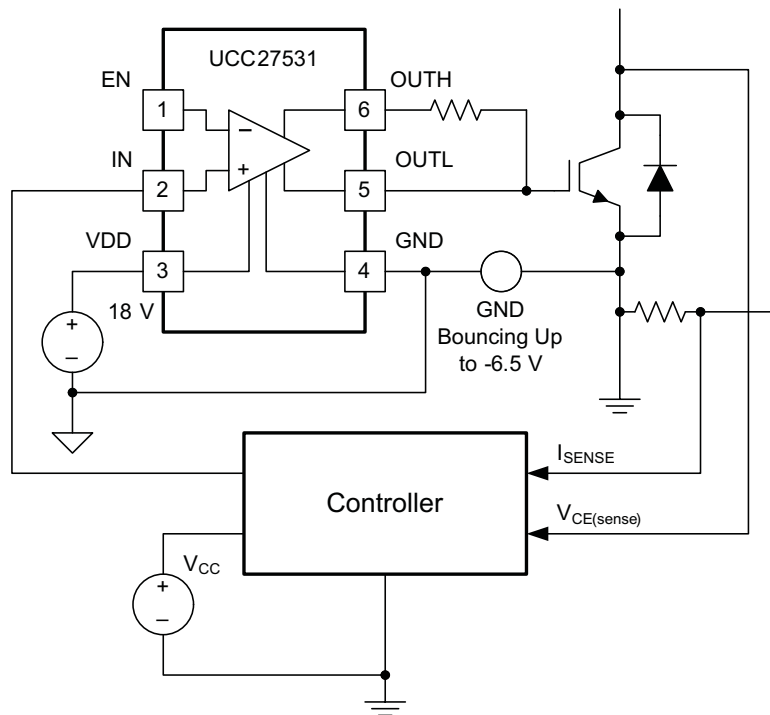 UCC27531
EN
OUTH
1
6
IN
OUTL
2
5
VDD
GND
3
4
18 V
GND
Bouncing Up
to -6.5 V
+
–
–
+
Controller
I_SENSE
V_CE(sense)
V_CC
+
–